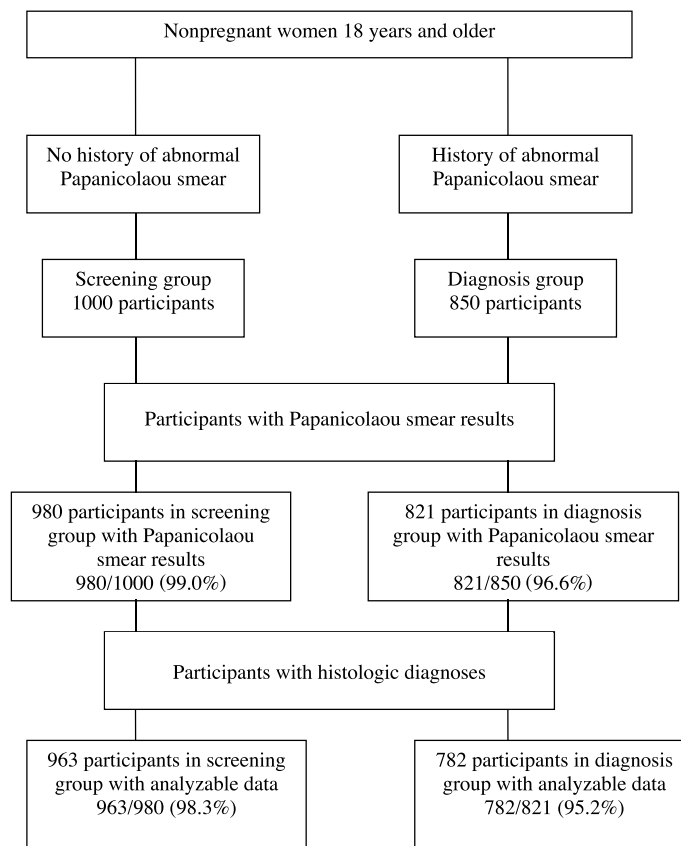 Nonpregnant women 18 years and older
No history of abnormal
Papanicolaou smear
History of abnormal
Papanicolaou smear
Screening group
1000 participants
Diagnosis group
850 participants
Participants with Papanicolaou smear results
980 participants in screening
group with Papanicolaou
smear results
980/1000 (99.0%)
821 participants in diagnosis
group with Papanicolaou smear
results
821/850 (96.6%)
Participants with histologic diagnoses
963 participants in screening
group with analyzable data
963/980 (98.3%)
782 participants in diagnosis
group with analyzable data
782/821 (95.2%)